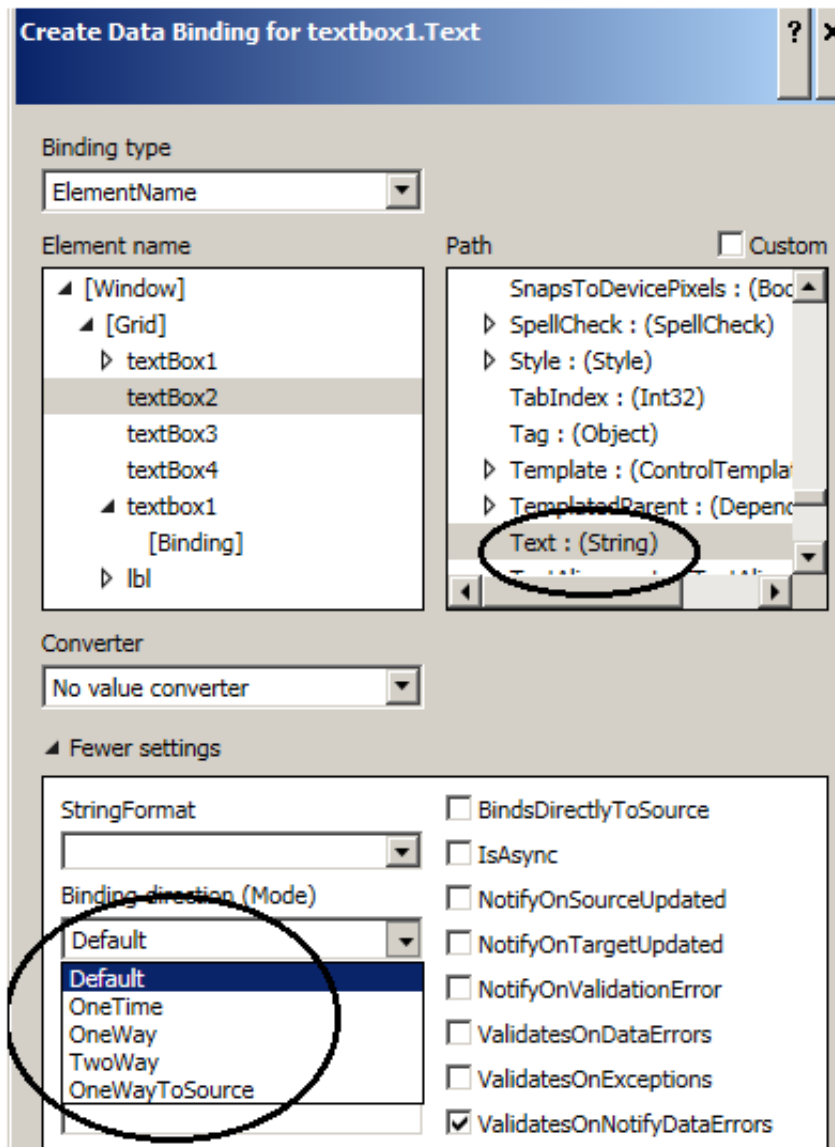 Create Data Binding for textbox1.Text
?
Binding type
ElementName
Element name
[Window]
[Grid]
textBox1
textBox2
textBox3
textBox4
textbox1
[Binding]
lbl
Path
Custom
SnapsToDevicePixels : (Boo
SpellCheck : (SpellCheck)
Style : (Style)
TabIndex : (Int32)
Tag : (Object)
Template : (ControlTemplat
TemplatedParent : (Depend
Text : (String)
Converter
No value converter
Fewer settings
StringFormat
Binding direction (Mode)
Default
Default
OneTime
OneWay
TwoWay
OneWayToSource
BindsDirectlyToSource
IsAsync
NotifyOnSourceUpdated
NotifyOnTargetUpdated
NotifyOnValidationError
ValidatesOnDataErrors
ValidatesOnExceptions
ValidatesOnNotifyDataErrors